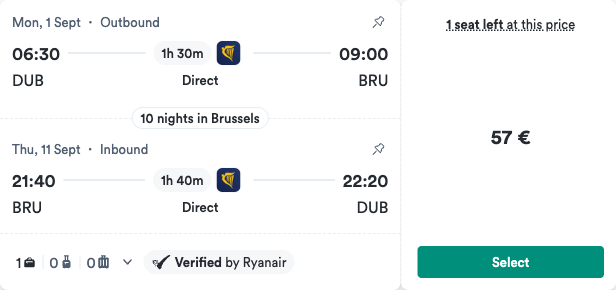 Mon, 1 Sept • Outbound
06:30 1h 30m 09:00
DUB Direct BRU
10 nights in Brussels
Thu, 11 Sept • Inbound
21:40 1h 40m 22:20
BRU Direct DUB
1 0 0 Verified by Ryanair
1 seat left at this price
57 €
Select